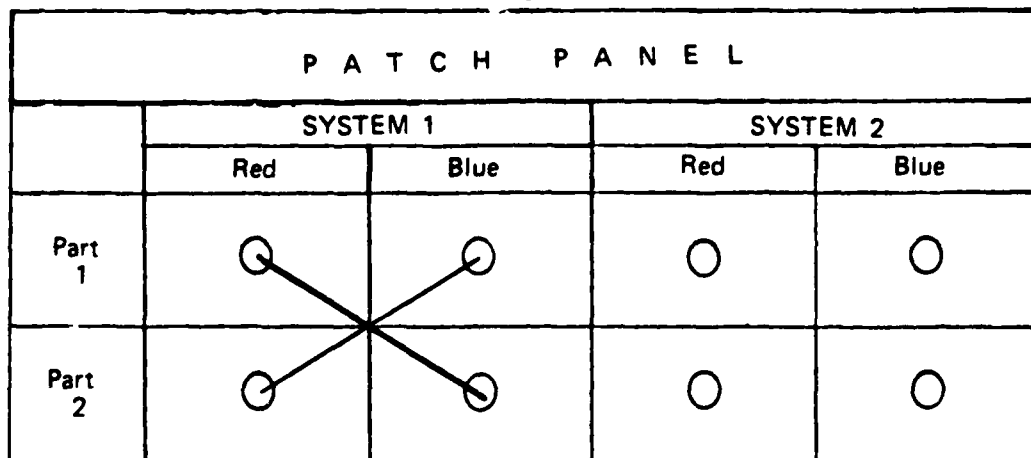 PATCH PANEL
SYSTEM 1 SYSTEM 2
Red Blue Red Blue
Part
1
Part
2